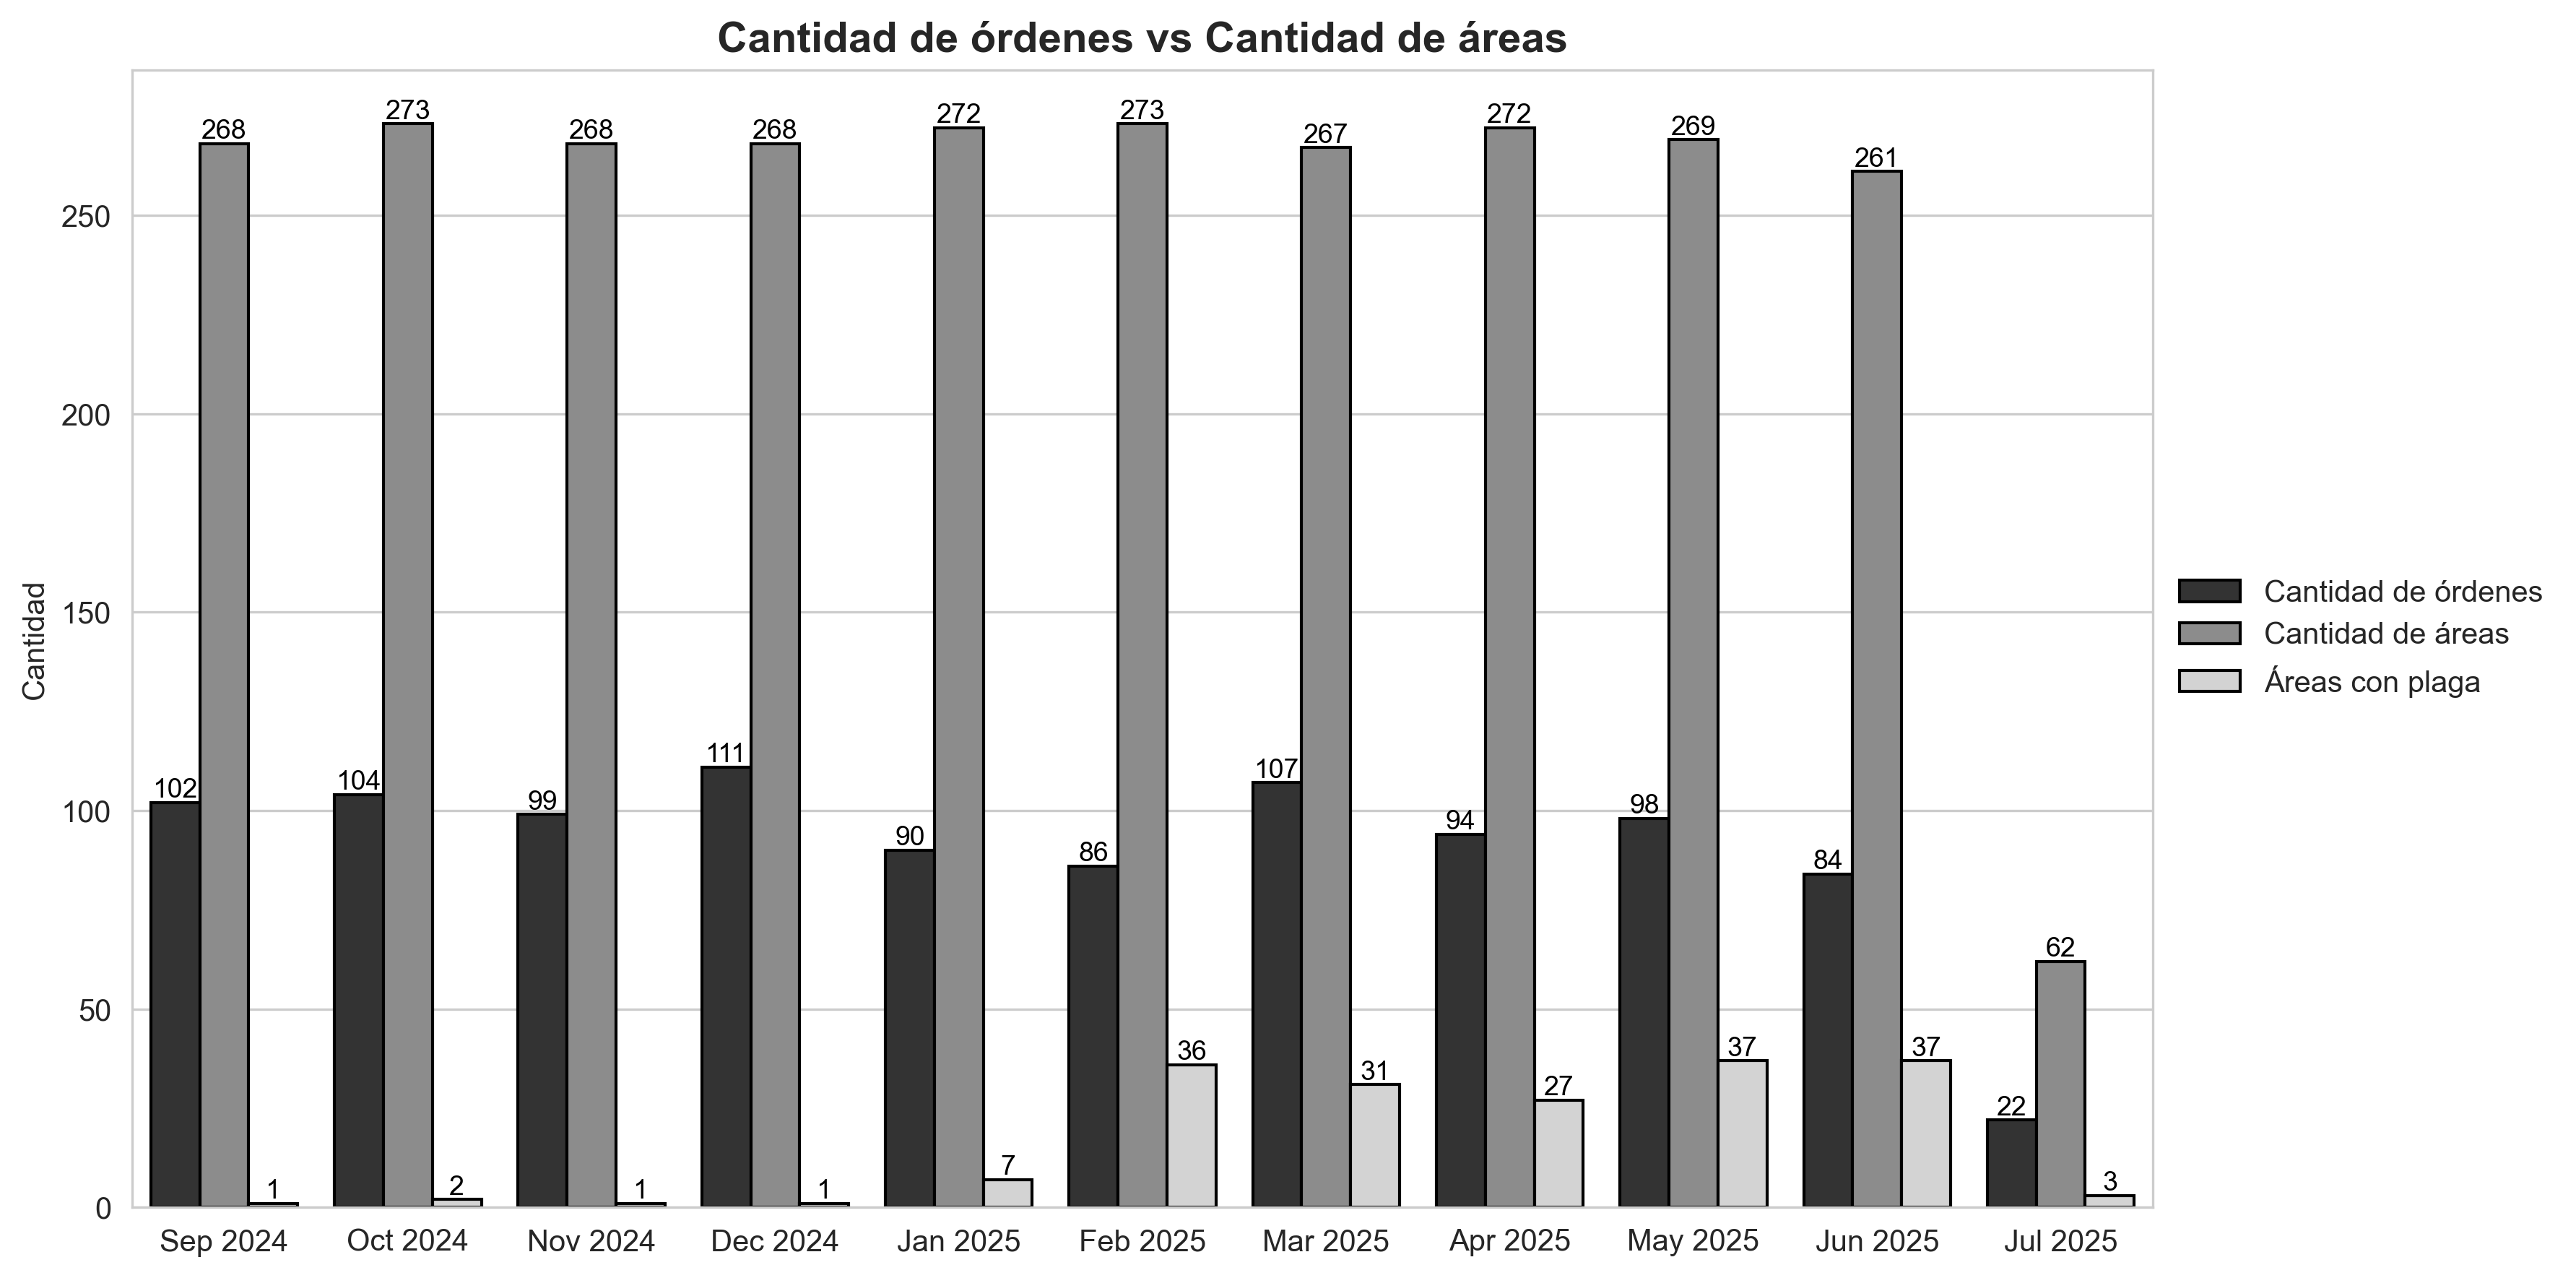 Cantidad de órdenes vs Cantidad de áreas
268 273 268 268 272 273 267 272 269 261
250
200
150
100
50
0
Cantidad
102 104 99 111 90 86 107 94 98 84 22 62
1 2 1 1 7 36 31 27 37 37 3
Sep 2024 Oct 2024 Nov 2024 Dec 2024 Jan 2025 Feb 2025 Mar 2025 Apr 2025 May 2025 Jun 2025 Jul 2025
Cantidad de órdenes
Cantidad de áreas
Áreas con plaga